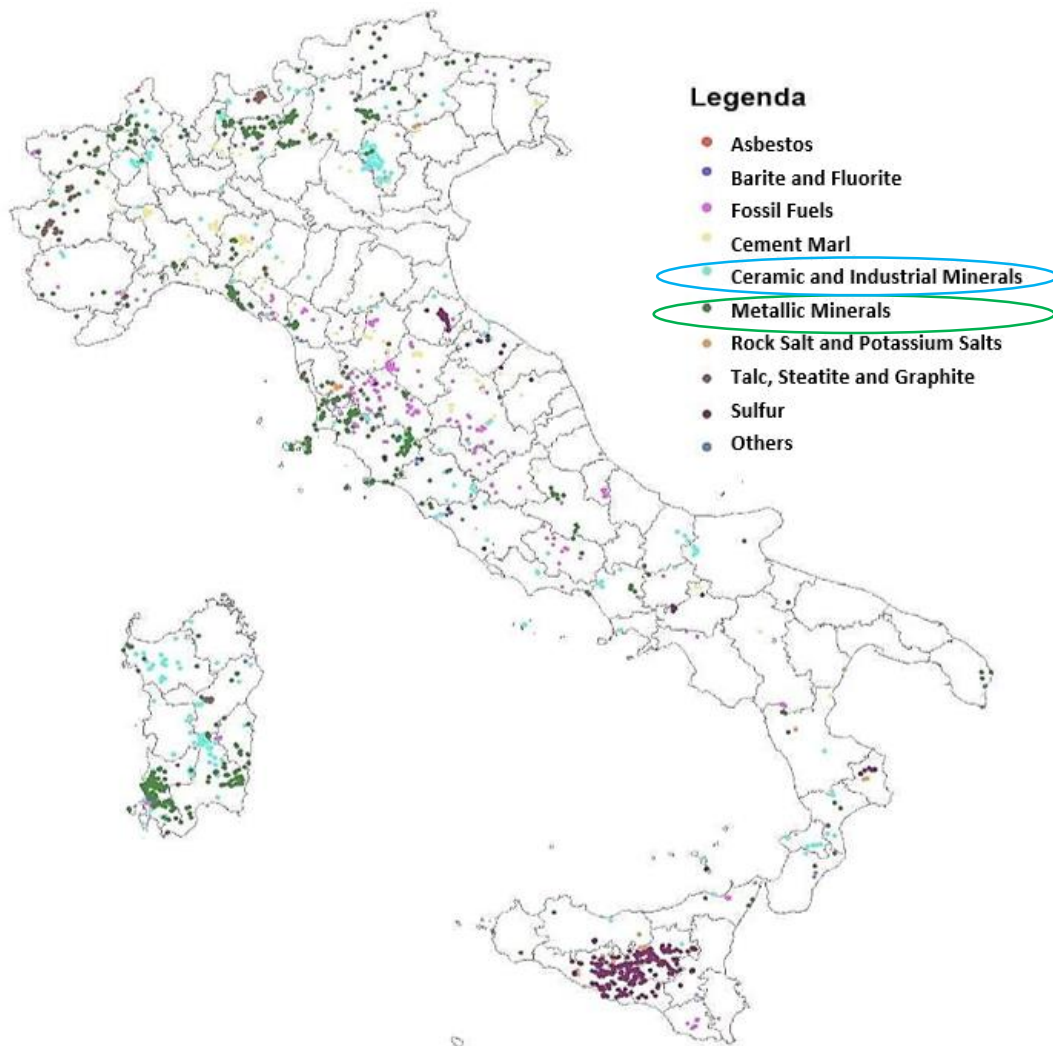 Legenda
Asbestos
Barite and Fluorite
Fossil Fuels
Cement Marl
Ceramic and Industrial Minerals
Metallic Minerals
Rock Salt and Potassium Salts
Talc, Steatite and Graphite
Sulfur
Others